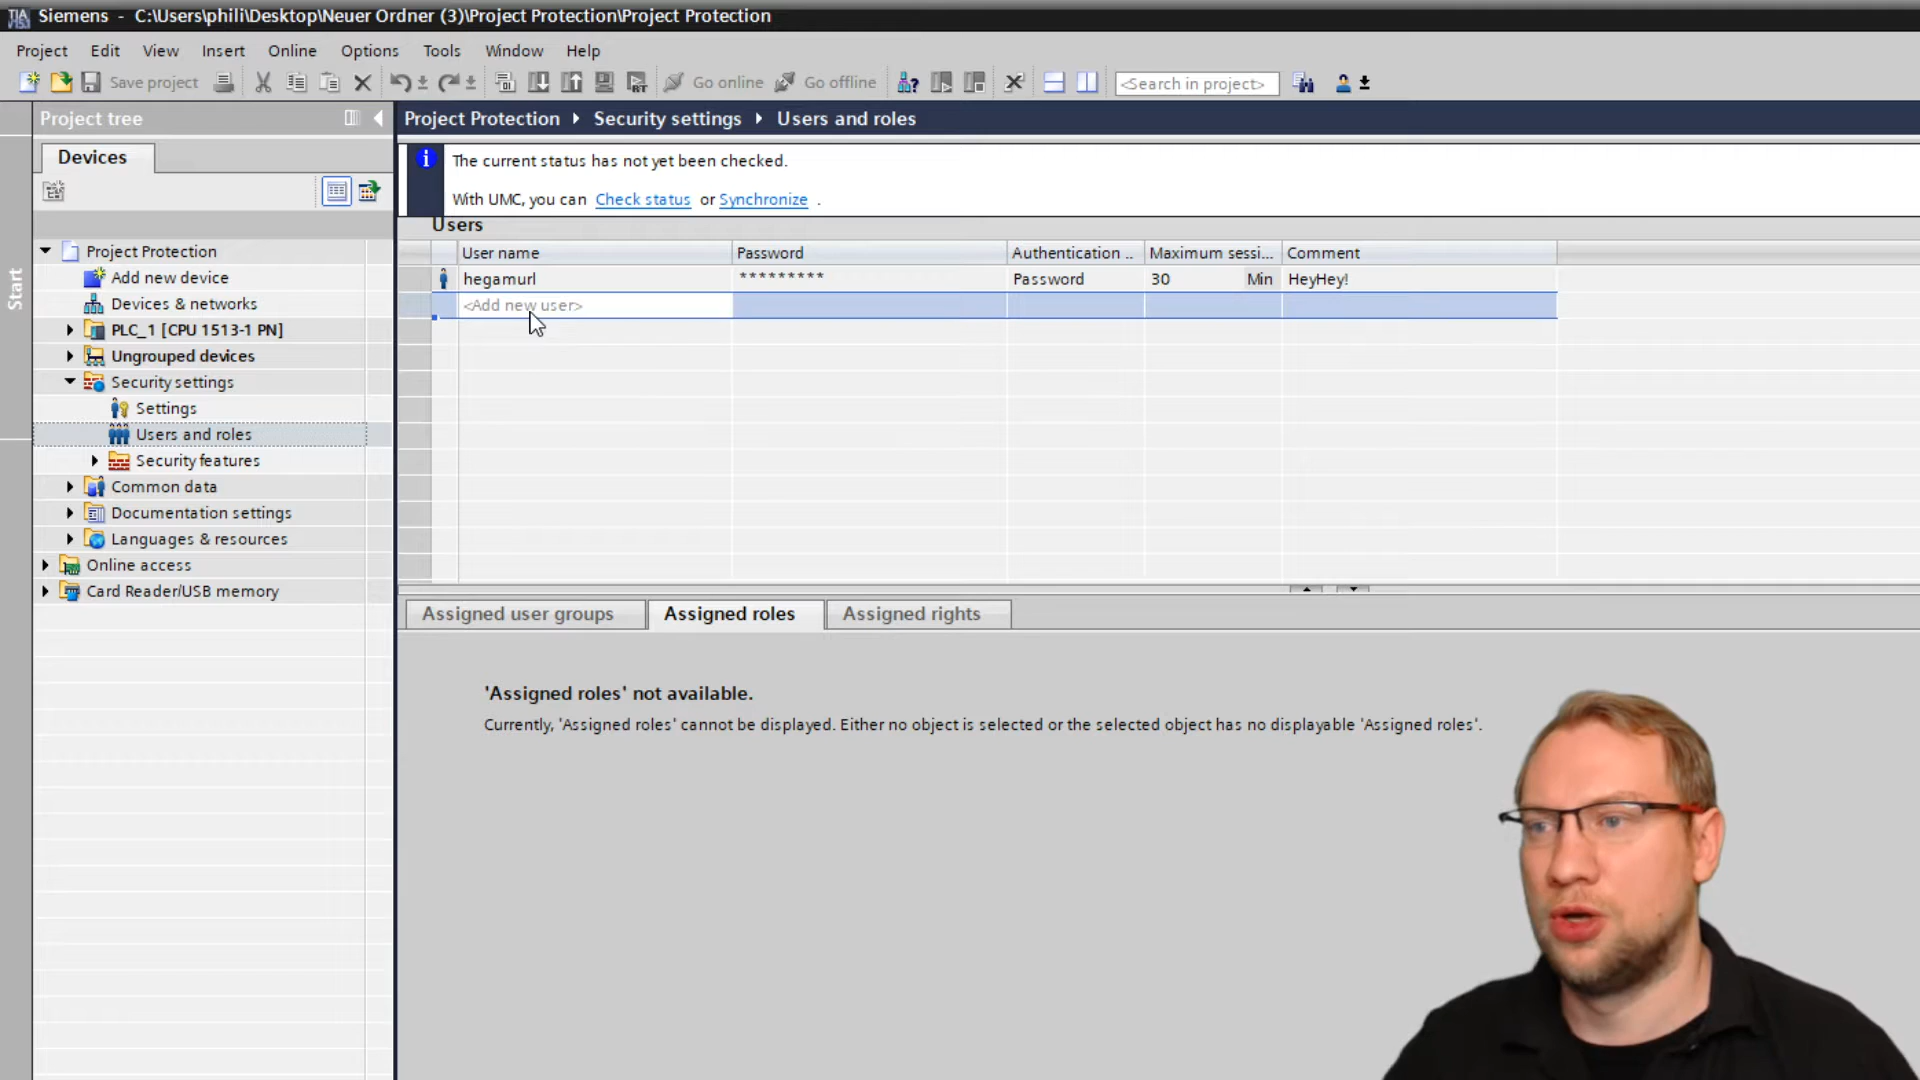 Siemens - C:\Users\phili\Desktop\Neuer Ordner (3)\Project Protection\Project Protection
Project Edit View Insert Online Options Tools Window Help
Save project Go online Go offline <Search in project>
Project tree
Project Protection Security settings Users and roles
Devices
Start
The current status has not yet been checked.
With UMC, you can Check status or Synchronize .
Users
User name Password Authentication .. Maximum sessi... Comment
hegamurl ********* Password 30 Min HeyHey!
<Add new user>
Project Protection
Add new device
Devices & networks
PLC_1 [CPU 1513-1 PN]
Ungrouped devices
Security settings
Settings
Users and roles
Security features
Common data
Documentation settings
Languages & resources
Online access
Card Reader/USB memory
Assigned user groups Assigned roles Assigned rights
'Assigned roles' not available.
Currently, 'Assigned roles' cannot be displayed. Either no object is selected or the selected object has no displayable 'Assigned roles'.